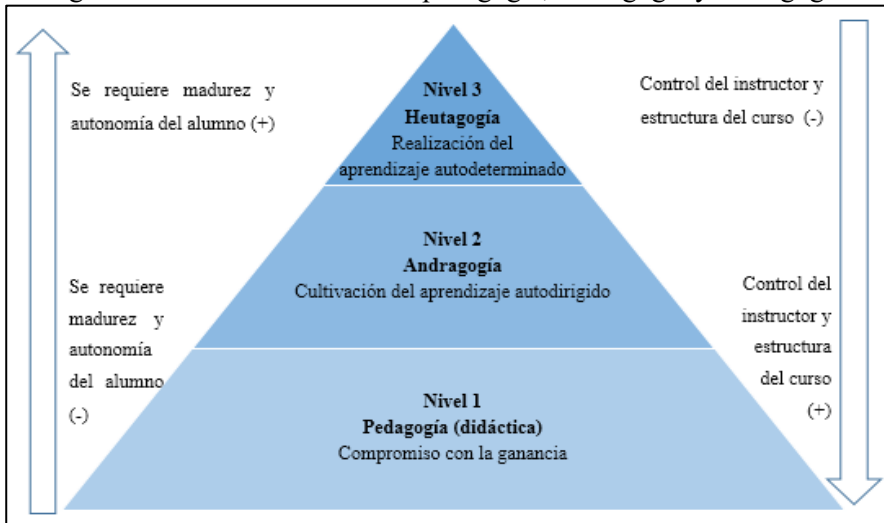 Se requiere madurez y
autonomía del alumno (+)
Nivel 3
Heutagogía
Realización del
aprendizaje autodeterminado
Control del instructor y
estructura del curso (-)
Nivel 2
Andragogía
Cultivación del aprendizaje autodirigido
Se requiere
madurez y
autonomía
del alumno
(-)
Control del
instructor y
estructura
del curso
(+)
Nivel 1
Pedagogía (didáctica)
Compromiso con la ganancia